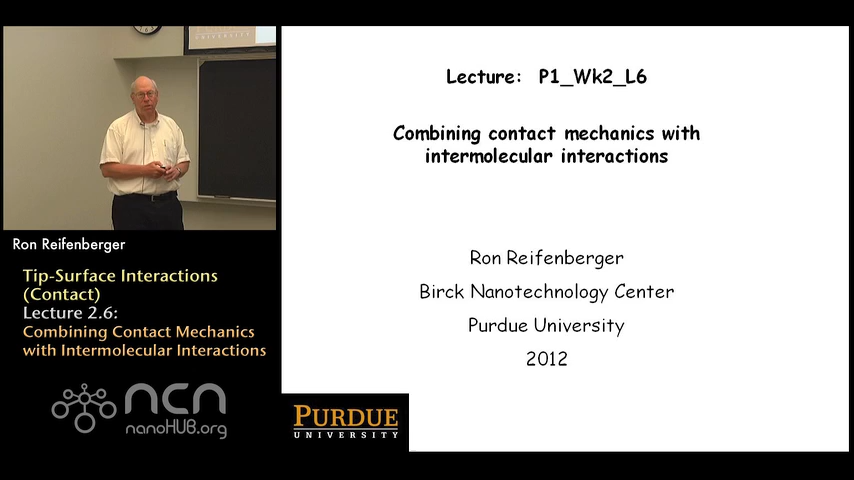 UNIVERSITY
Lecture: P1_Wk2_L6
Combining contact mechanics with
intermolecular interactions
Ron Reifenberger
Birck Nanotechnology Center
Purdue University
2012
Ron Reifenberger
Tip-Surface Interactions
(Contact)
Lecture 2.6:
Combining Contact Mechanics
with Intermolecular Interactions
ncn
nanoHUB.org
PURDUE
UNIVERSITY